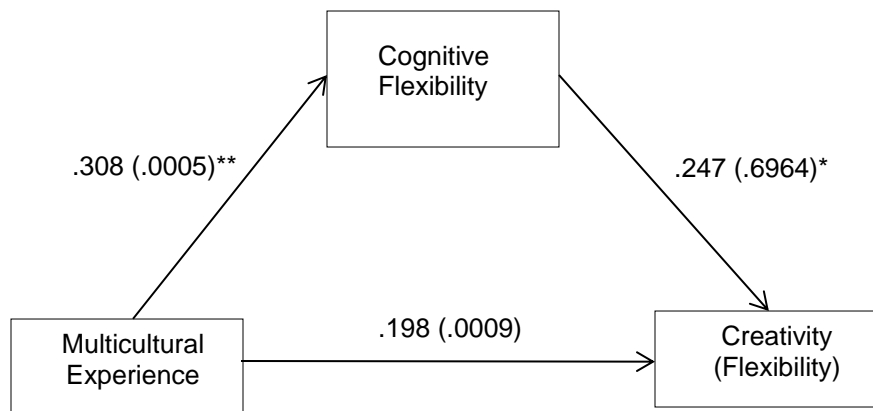 Cognitive
Flexibility
.308 (.0005)**
.247 (.6964)*
.198 (.0009)
Multicultural
Experience
Creativity
(Flexibility)